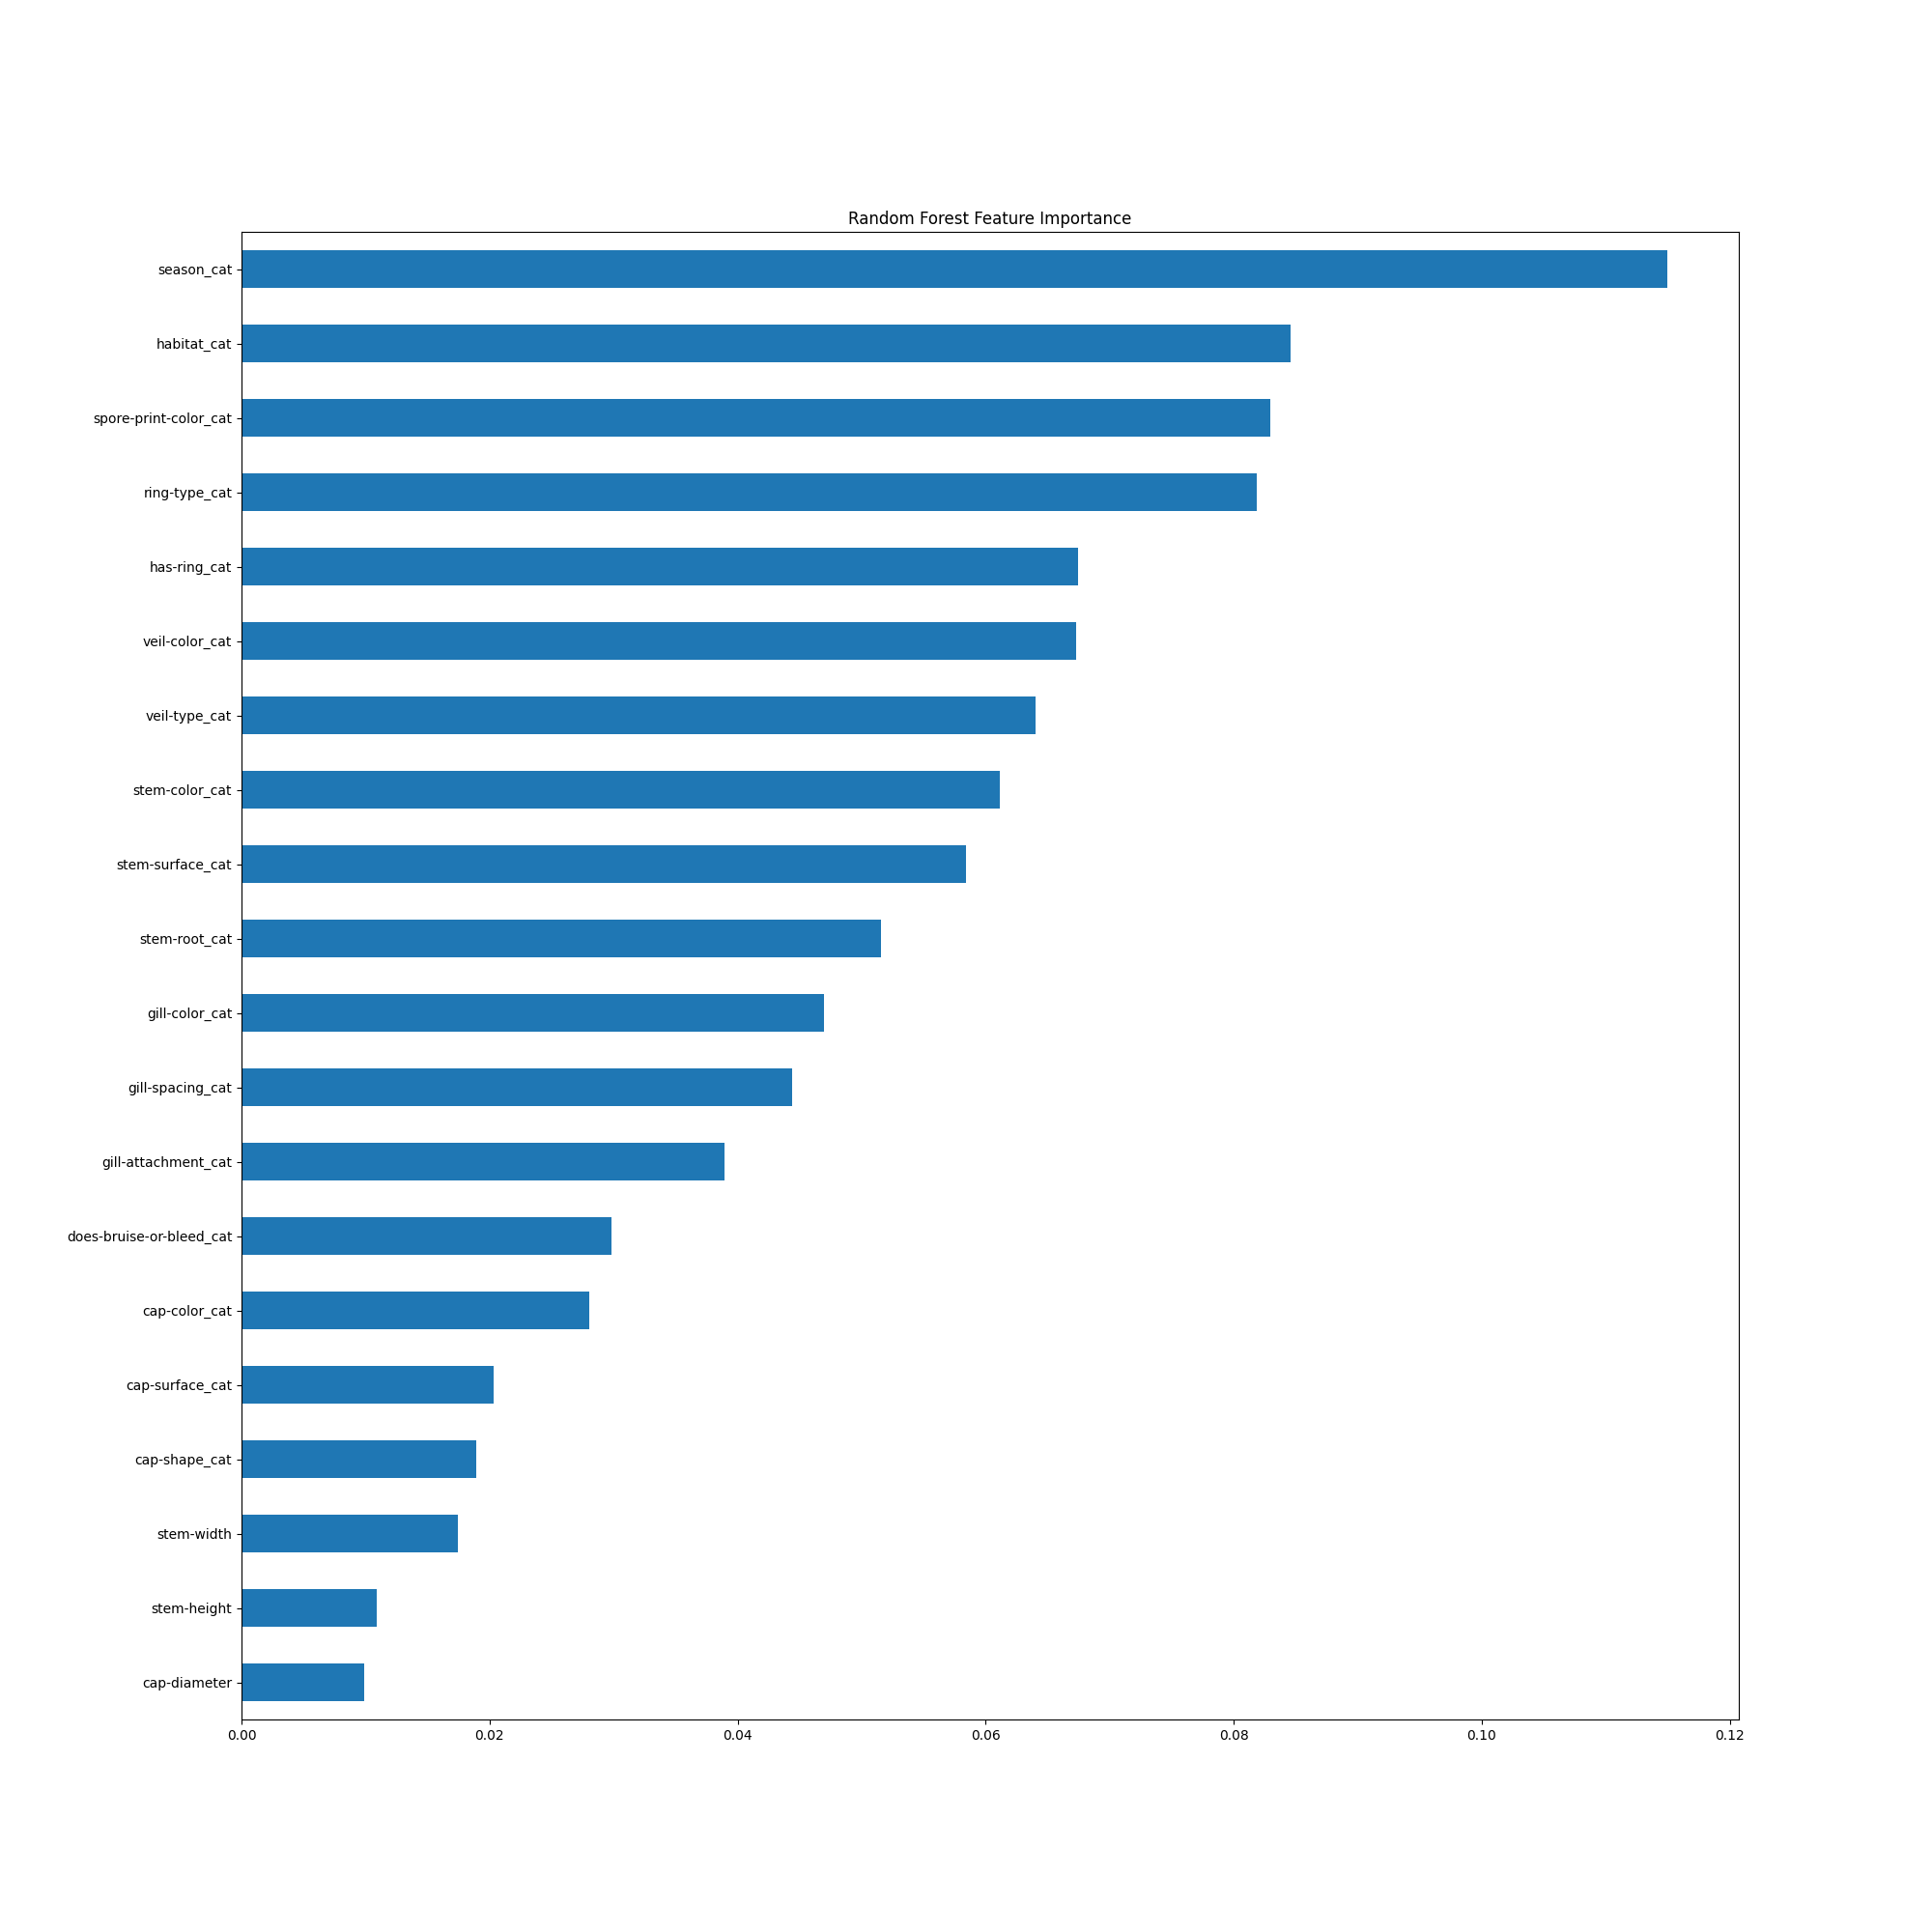 Random Forest Feature Importance
season_cat
habitat_cat
spore-print-color_cat
ring-type_cat
has-ring_cat
veil-color_cat
veil-type_cat
stem-color_cat
stem-surface_cat
stem-root_cat
gill-color_cat
gill-spacing_cat
gill-attachment_cat
does-bruise-or-bleed_cat
cap-color_cat
cap-surface_cat
cap-shape_cat
stem-width
stem-height
cap-diameter
0.00 0.02 0.04 0.06 0.08 0.10 0.12